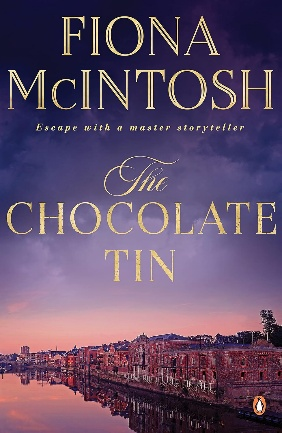 FIONA
McINTOSH
Escape with a master storyteller
The
CHOCOLATE
TIN